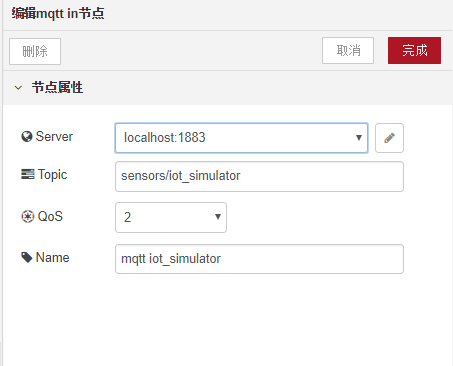 编辑mqtt in节点
删除
取消
完成
节点属性
Server
localhost:1883
Topic
sensors/iot_simulator
QoS
2
Name
mqtt iot_simulator